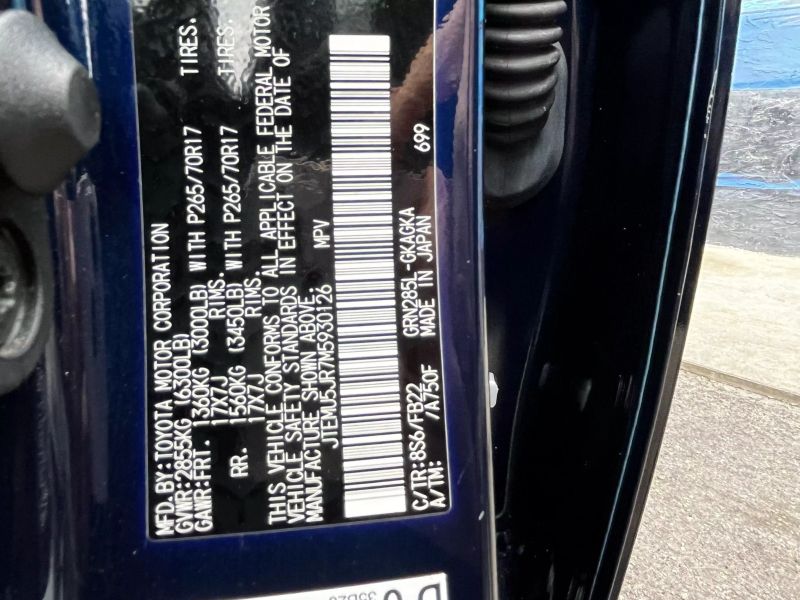 MFD.BY:TOYOTA MOTOR CORPORATION
GVWR:2855KG (6300LB)
GAWR:FRT. 1360KG (3000LB) WITH P265/70R17 TIRES.
17X7J RIMS.
RR. 1560KG (3450LB) WITH P265/70R17 TIRES.
17X7J RIMS.
THIS VEHICLE CONFORMS TO ALL APPLICABLE FEDERAL MOTOR
VEHICLE SAFETY STANDARDS IN EFFECT ON THE DATE OF
MANUFACTURE SHOWN ABOVE.
JTEMU5JR7M5930126 MPV
C/TR:8S6/FB22 GRN285L-GKAGKA 699
A/TM: /A750F MADE IN JAPAN